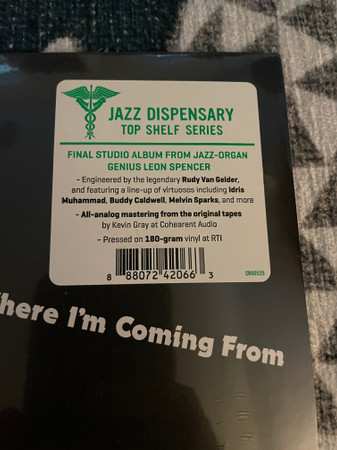 JAZZ DISPENSARY
TOP SHELF SERIES
FINAL STUDIO ALBUM FROM JAZZ-ORGAN
GENIUS LEON SPENCER
- Engineered by the legendary Rudy Van Gelder,
and featuring a line-up of virtuosos including Idris
Muhammad, Buddy Caldwell, Melvin Sparks, and more
- All-analog mastering from the original tapes
by Kevin Gray at Cohearent Audio
- Pressed on 180-gram vinyl at RTI
8 88072 42066 3
here I'm Coming From